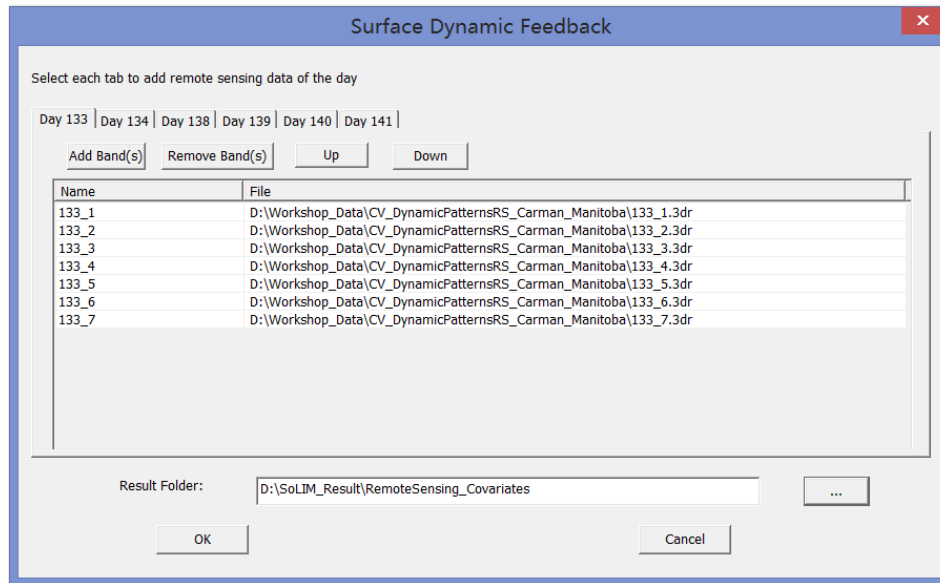 Surface Dynamic Feedback
Select each tab to add remote sensing data of the day
Day 133 Day 134 Day 138 Day 139 Day 140 Day 141
Add Band(s) Remove Band(s) Up Down
Name File
133_1 D:\Workshop_Data\CV_DynamicPatternsRS_Carman_Manitoba\133_1.3dr
133_2 D:\Workshop_Data\CV_DynamicPatternsRS_Carman_Manitoba\133_2.3dr
133_3 D:\Workshop_Data\CV_DynamicPatternsRS_Carman_Manitoba\133_3.3dr
133_4 D:\Workshop_Data\CV_DynamicPatternsRS_Carman_Manitoba\133_4.3dr
133_5 D:\Workshop_Data\CV_DynamicPatternsRS_Carman_Manitoba\133_5.3dr
133_6 D:\Workshop_Data\CV_DynamicPatternsRS_Carman_Manitoba\133_6.3dr
133_7 D:\Workshop_Data\CV_DynamicPatternsRS_Carman_Manitoba\133_7.3dr
Result Folder: D:\SoLIM_Result\RemoteSensing_Covariates ...
OK Cancel